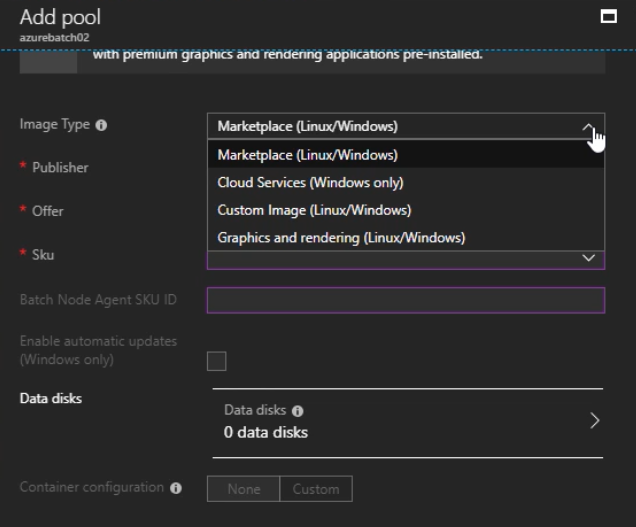 Add pool
azurebatch02
with premium graphics and rendering applications pre-installed.
Image Type
Marketplace (Linux/Windows)
Marketplace (Linux/Windows)
* Publisher
Cloud Services (Windows only)
* Offer
Custom Image (Linux/Windows)
Graphics and rendering (Linux/Windows)
* Sku
Batch Node Agent SKU ID
Enable automatic updates
(Windows only)
Data disks
Data disks
0 data disks
Container configuration
None
Custom